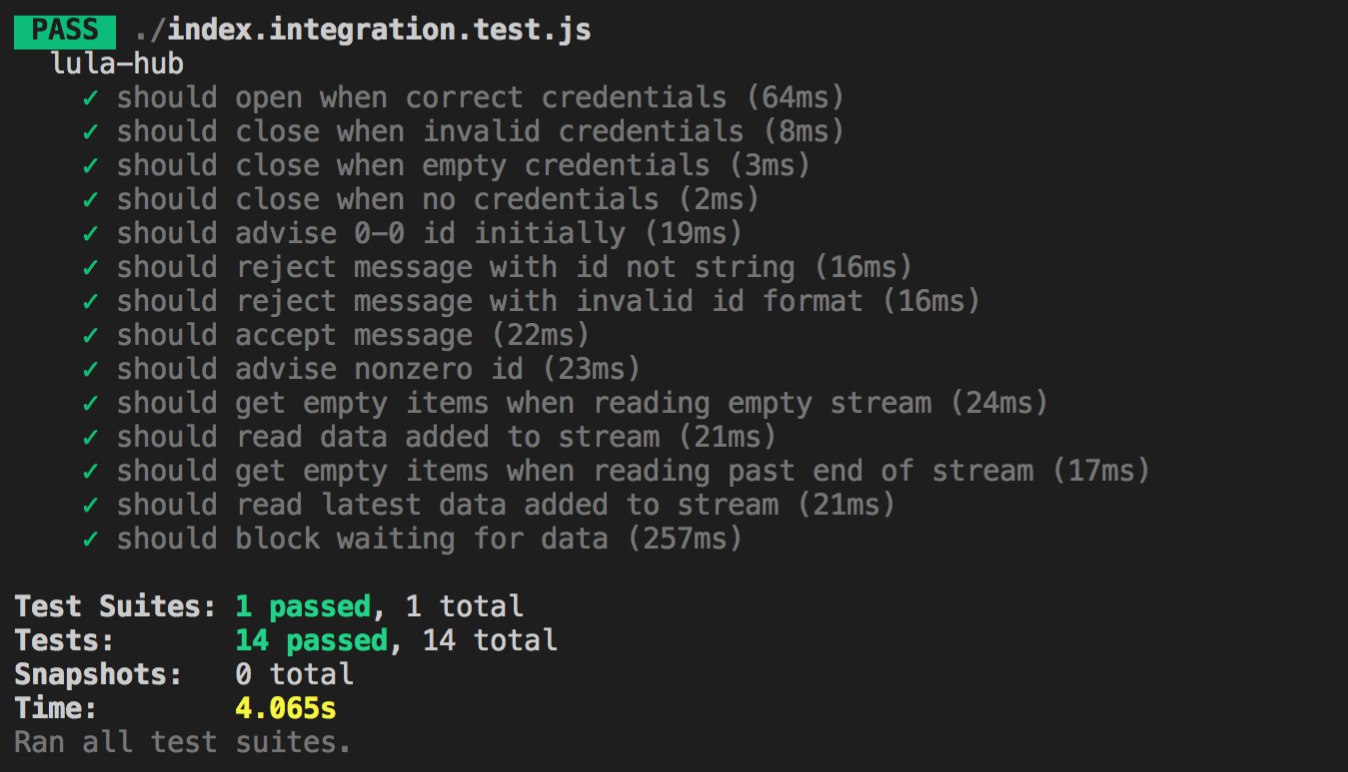 PASS ./index.integration.test.js
lula-hub
✓ should open when correct credentials (64ms)
✓ should close when invalid credentials (8ms)
✓ should close when empty credentials (3ms)
✓ should close when no credentials (2ms)
✓ should advise 0-0 id initially (19ms)
✓ should reject message with id not string (16ms)
✓ should reject message with invalid id format (16ms)
✓ should accept message (22ms)
✓ should advise nonzero id (23ms)
✓ should get empty items when reading empty stream (24ms)
✓ should read data added to stream (21ms)
✓ should get empty items when reading past end of stream (17ms)
✓ should read latest data added to stream (21ms)
✓ should block waiting for data (257ms)
Test Suites: 1 passed, 1 total
Tests: 14 passed, 14 total
Snapshots: 0 total
Time: 4.065s
Ran all test suites.